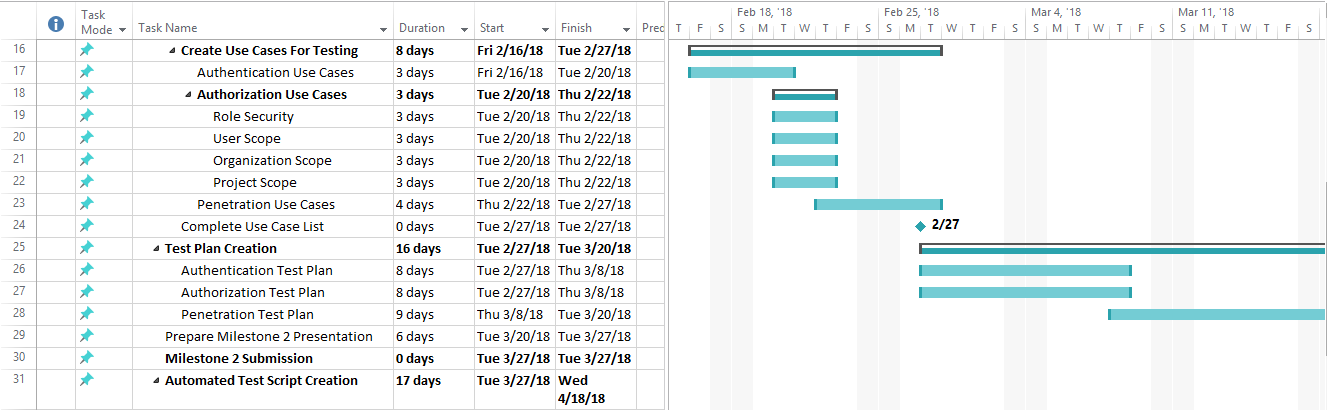 Task Mode Task Name Duration Start Finish Pred
Feb 18, '18 Feb 25, '18 Mar 4, '18 Mar 11, '18
T F S S M T W T F S S M T W T F S S M T W T F S S M T W T F S
16 Create Use Cases For Testing 8 days Fri 2/16/18 Tue 2/27/18
17 Authentication Use Cases 3 days Fri 2/16/18 Tue 2/20/18
18 Authorization Use Cases 3 days Tue 2/20/18 Thu 2/22/18
19 Role Security 3 days Tue 2/20/18 Thu 2/22/18
20 User Scope 3 days Tue 2/20/18 Thu 2/22/18
21 Organization Scope 3 days Tue 2/20/18 Thu 2/22/18
22 Project Scope 3 days Tue 2/20/18 Thu 2/22/18
23 Penetration Use Cases 4 days Thu 2/22/18 Tue 2/27/18
24 Complete Use Case List 0 days Tue 2/27/18 Tue 2/27/18 2/27
25 Test Plan Creation 16 days Tue 2/27/18 Tue 3/20/18
26 Authentication Test Plan 8 days Tue 2/27/18 Thu 3/8/18
27 Authorization Test Plan 8 days Tue 2/27/18 Thu 3/8/18
28 Penetration Test Plan 9 days Thu 3/8/18 Tue 3/20/18
29 Prepare Milestone 2 Presentation 6 days Tue 3/20/18 Tue 3/27/18
30 Milestone 2 Submission 0 days Tue 3/27/18 Tue 3/27/18
31 Automated Test Script Creation 17 days Tue 3/27/18 Wed
4/18/18